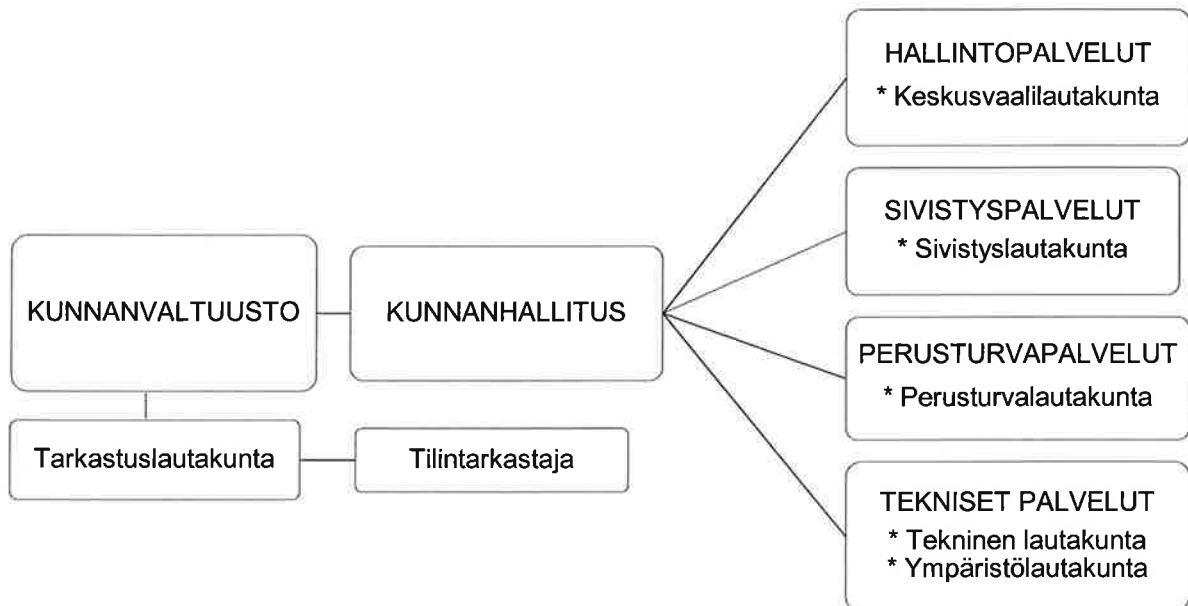 KUNNANVALTUUSTO
KUNNANHALLITUS
Tarkastuslautakunta
Tilintarkastaja
HALLINTOPALVELUT
* Keskusvaalilautakunta
SIVISTYSPALVELUT
* Sivistyslautakunta
PERUSTURVAPALVELUT
* Perusturvalautakunta
TEKNISET PALVELUT
* Tekninen lautakunta
* Ympäristölautakunta